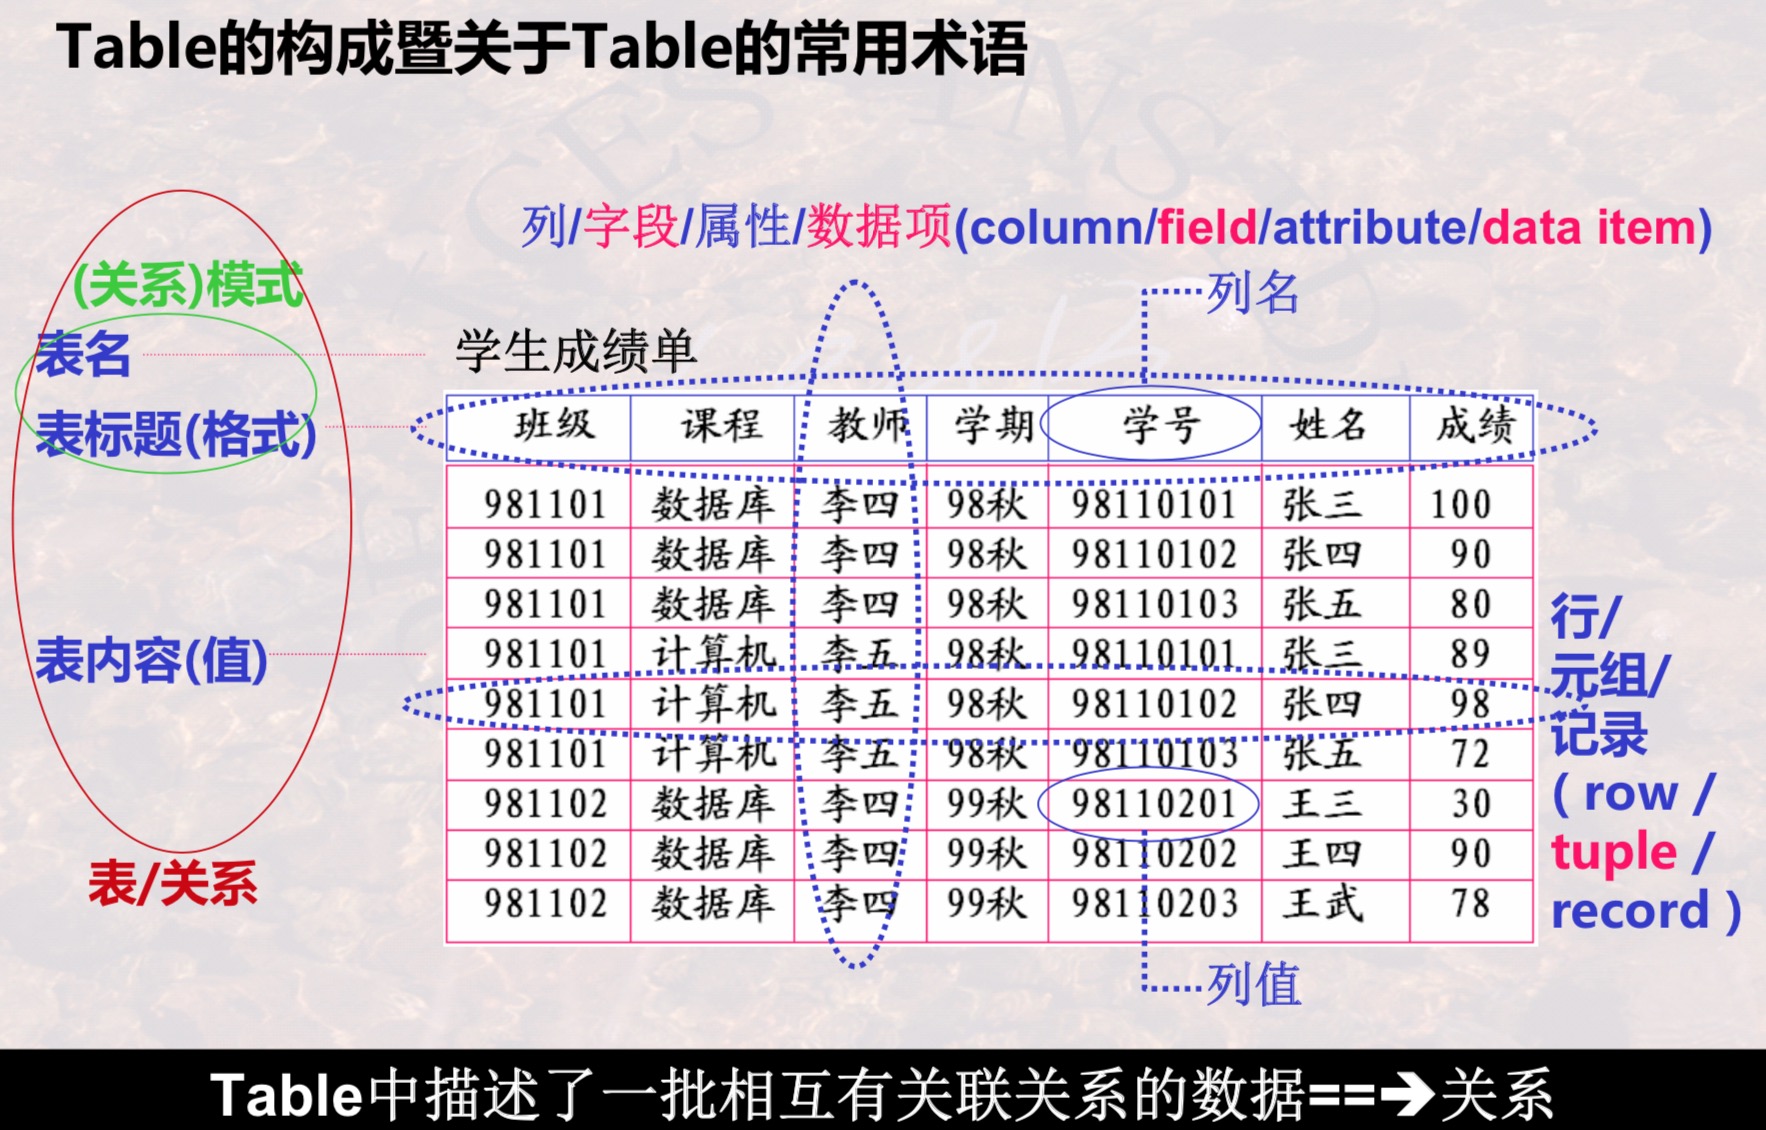 Table的构成暨关于Table的常用术语
列/字段/属性/数据项(column/field/attribute/data item)
(关系)模式
列名
表名
学生成绩单
表标题(格式)
班级 课程 教师 学期 学号 姓名 成绩
981101 数据库 李四 98秋 98110101 张三 100
981101 数据库 李四 98秋 98110102 张四 90
981101 数据库 李四 98秋 98110103 张五 80
981101 计算机 李五 98秋 98110101 张三 89
981101 计算机 李五 98秋 98110102 张四 98
981101 计算机 李五 98秋 98110103 张五 72
981102 数据库 李四 99秋 98110201 王三 30
981102 数据库 李四 99秋 98110202 王四 90
981102 数据库 李四 99秋 98110203 王武 78
表内容(值)
行/
元组/
记录
( row /
tuple /
record )
表/关系
列值
Table中描述了一批相互有关联关系的数据==➔关系